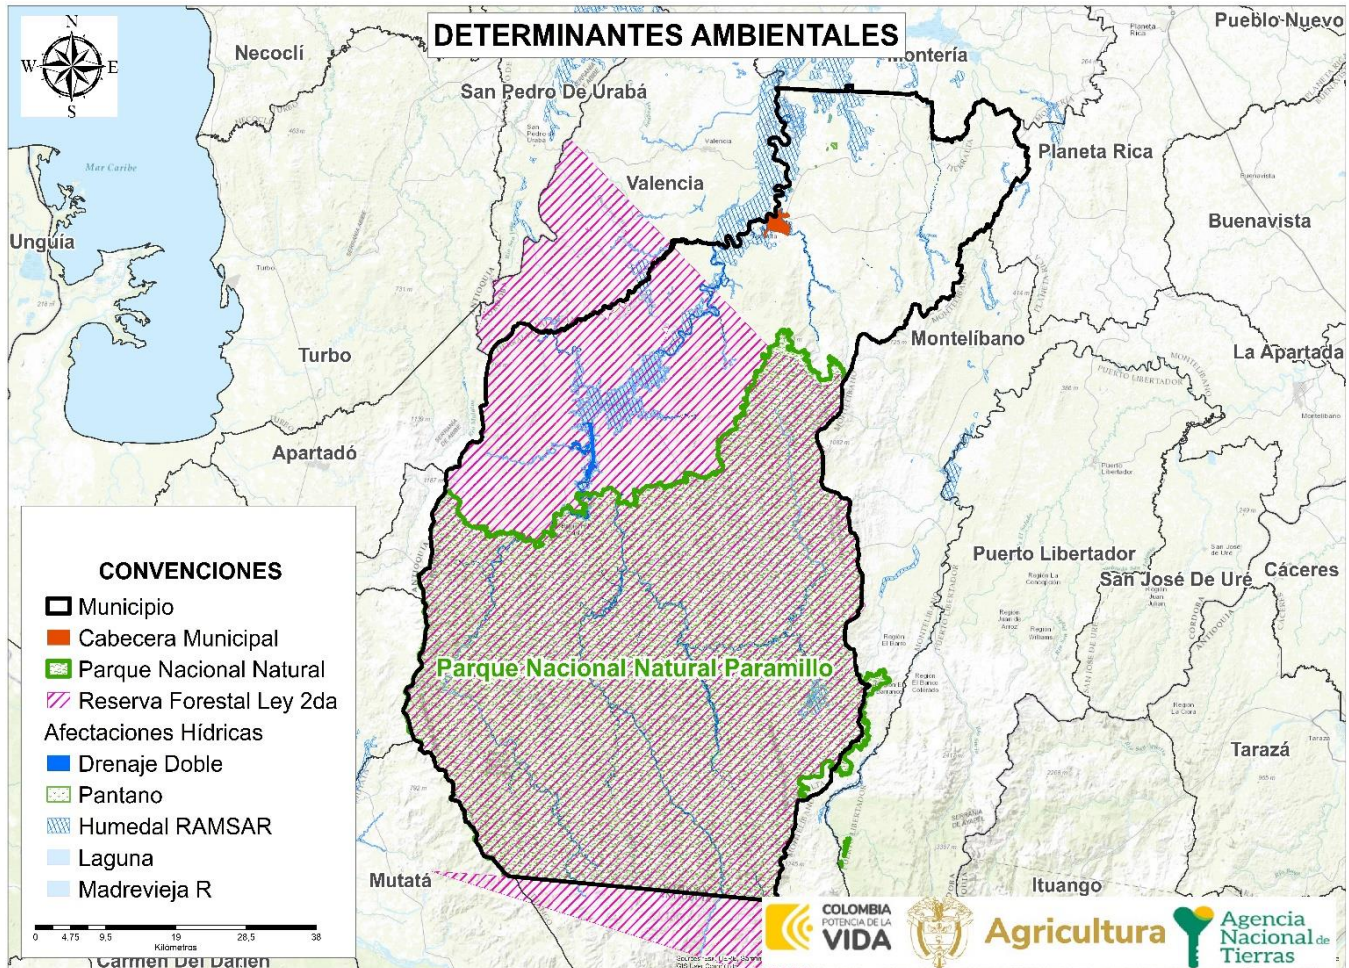 DETERMINANTES AMBIENTALES
N
W E
S
Necoclí
Montería
Pueblo Nuevo
San Pedro De Urabá
Planeta Rica
Mar Caribe
Valencia
Buenavista
Unguía
Turbo
Montelíbano
La Apartada
Apartadó
Puerto Libertador
San José De Uré
Cáceres
Parque Nacional Natural Paramillo
Tarazá
Mutatá
Ituango
Carmen Del Darién
CONVENCIONES
Municipio
Cabecera Municipal
Parque Nacional Natural
Reserva Forestal Ley 2da
Afectaciones Hídricas
Drenaje Doble
Pantano
Humedal RAMSAR
Laguna
Madrevieja R
0 4,75 9,5 19 28,5 38
Kilómetros
COLOMBIA
POTENCIA DE LA
VIDA
Agricultura
Agencia
Nacional de
Tierras